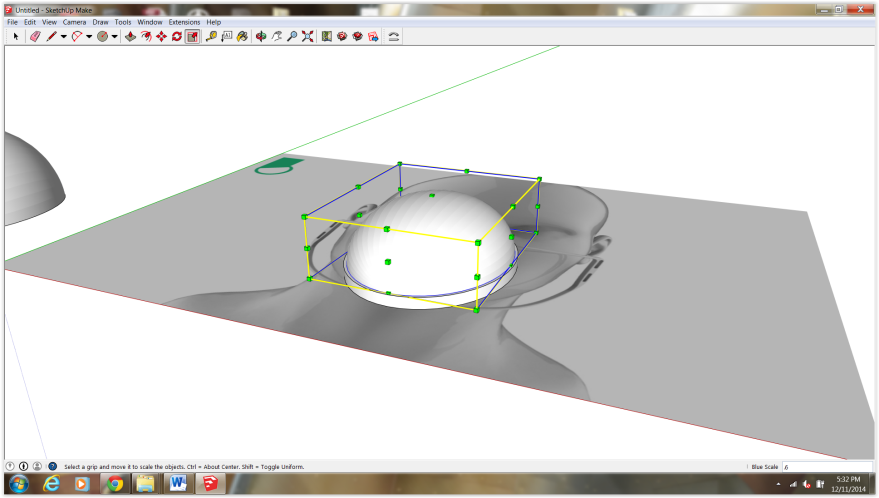 Untitled - SketchUp Make
File Edit View Camera Draw Tools Window Extensions Help
A1
Select a grip and move it to scale the objects. Ctrl = About Center. Shift = Toggle Uniform.
Blue Scale .6
W
5:32 PM
12/11/2014